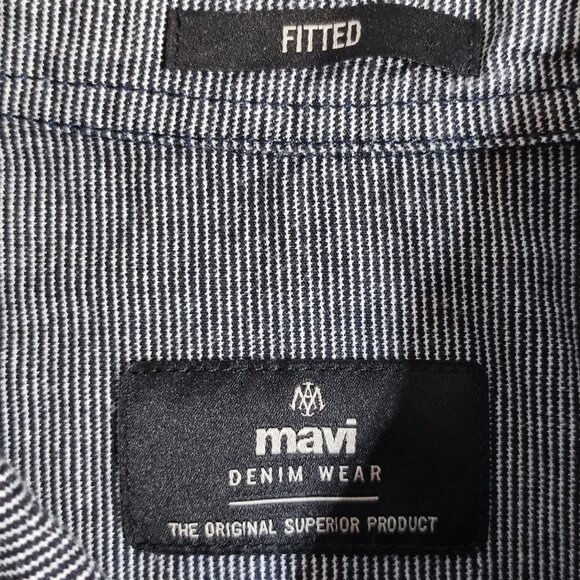 FITTED
mavi
DENIM WEAR
THE ORIGINAL SUPERIOR PRODUCT